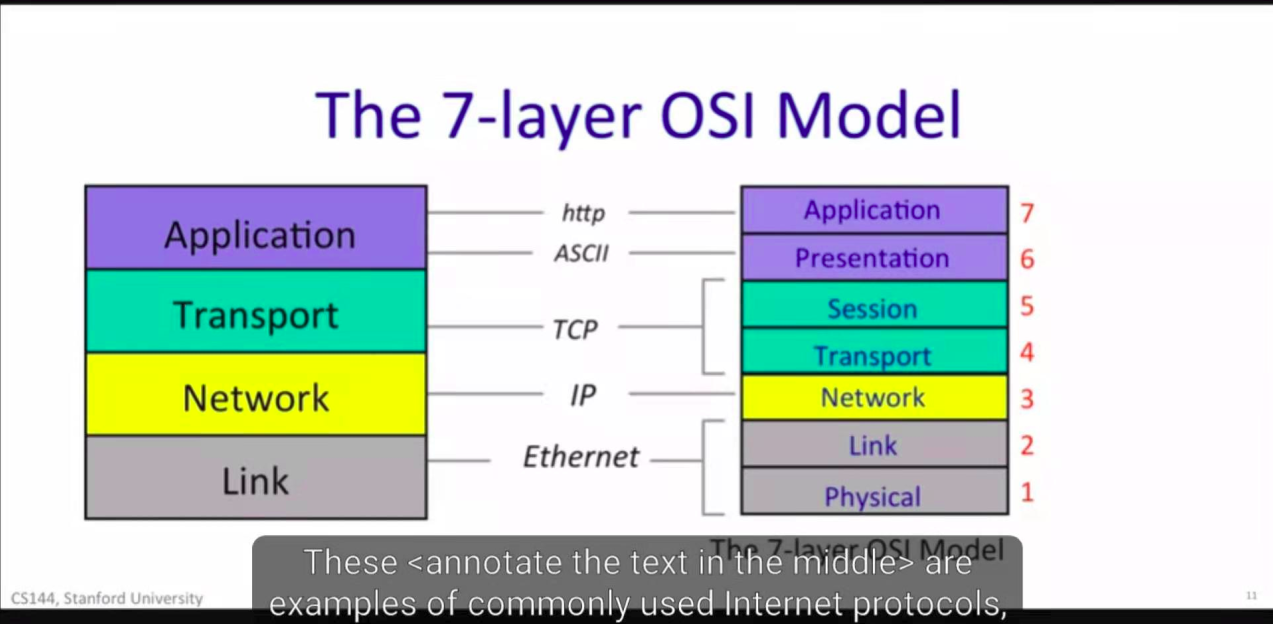 The 7-layer OSI Model
Application
Transport
Network
Link
http
ASCII
TCP
IP
Ethernet
Application 7
Presentation 6
Session 5
Transport 4
Network 3
Link 2
Physical 1
The 7-layer OSI Model
These <annotate the text in the middle> are
examples of commonly used Internet protocols,
CS144, Stanford University
11